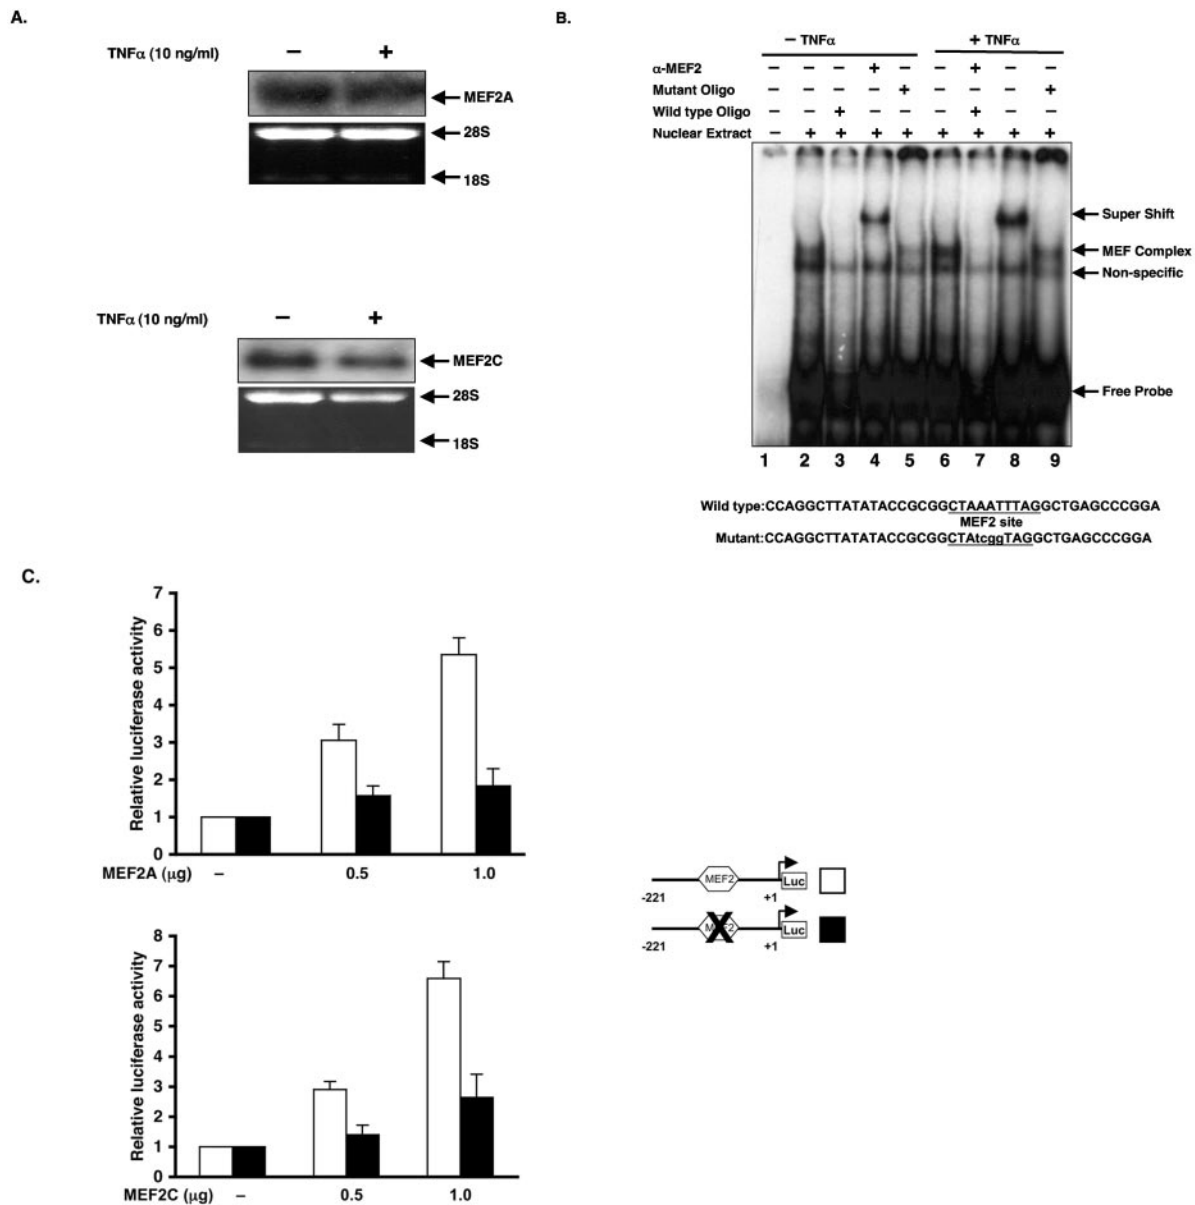 A.
TNFα (10 ng/ml) – +
MEF2A
28S
18S
TNFα (10 ng/ml) – +
MEF2C
28S
18S
B.
– TNFα + TNFα
α-MEF2 – – – + – – + – –
Mutant Oligo – – – – + – – – +
Wild type Oligo – – + – – – + – –
Nuclear Extract – + + + + + + + +
Super Shift
MEF Complex
Non-specific
Free Probe
1 2 3 4 5 6 7 8 9
Wild type:CCAGGCTTATATACCGCGGCTAAATTTAGGCTGAGCCCGGA
MEF2 site
Mutant:CCAGGCTTATATACCGCGGCTAtcggTAGGCTGAGCCCGGA
C.
Relative luciferase activity
7
6
5
4
3
2
1
0
MEF2A (μg) – 0.5 1.0
Relative luciferase activity
8
7
6
5
4
3
2
1
0
MEF2C (μg) – 0.5 1.0
MEF2 Luc
-221 +1
MEF2 Luc
-221 +1